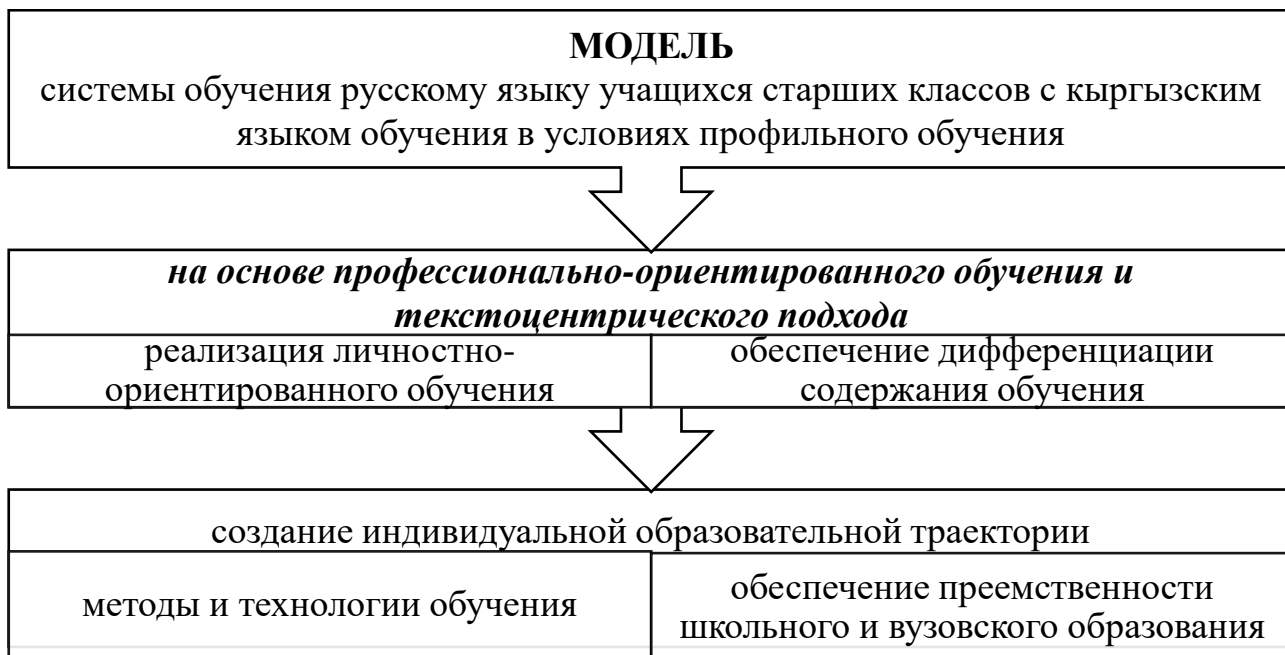 МОДЕЛЬ
системы обучения русскому языку учащихся старших классов с кыргызским
языком обучения в условиях профильного обучения
на основе профессионально-ориентированного обучения и
текстоцентрического подхода
реализация личностно-
ориентированного обучения
обеспечение дифференциации
содержания обучения
создание индивидуальной образовательной траектории
методы и технологии обучения
обеспечение преемственности
школьного и вузовского образования